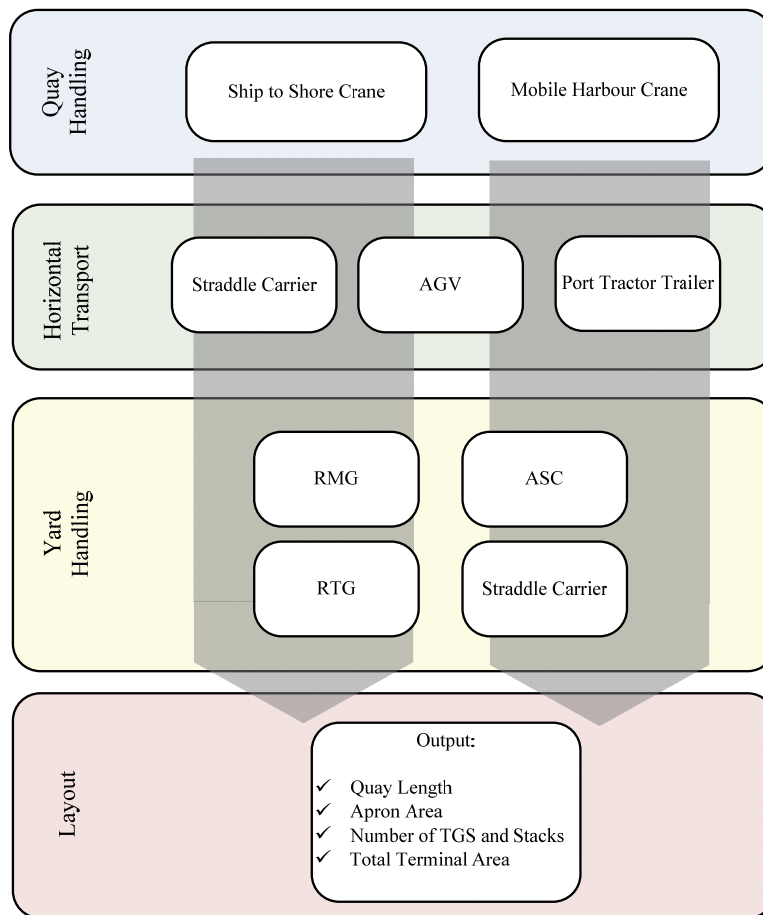 Quay
Handling
Ship to Shore Crane
Mobile Harbour Crane
Horizontal
Transport
Straddle Carrier
AGV
Port Tractor Trailer
Yard
Handling
RMG
ASC
RTG
Straddle Carrier
Layout
Output:
✓ Quay Length
✓ Apron Area
✓ Number of TGS and Stacks
✓ Total Terminal Area